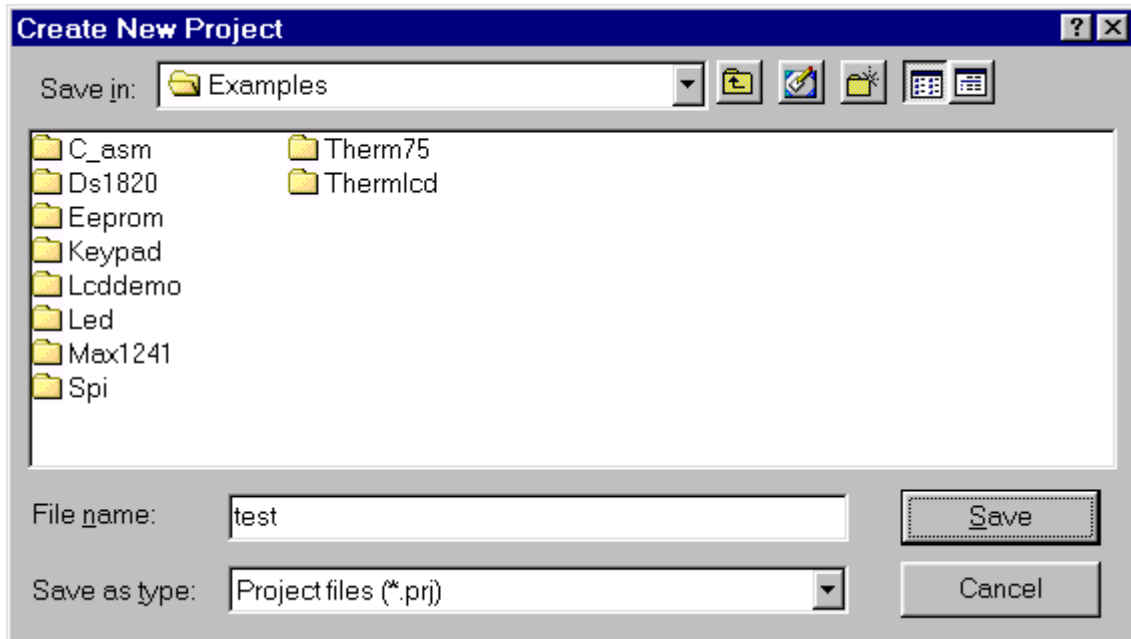 Create New Project
Save in: Examples
C_asm
Ds1820
Eeprom
Keypad
Lcddemo
Led
Max1241
Spi
Therm75
Thermlcd
File name: test
Save
Save as type: Project files (*.prj)
Cancel